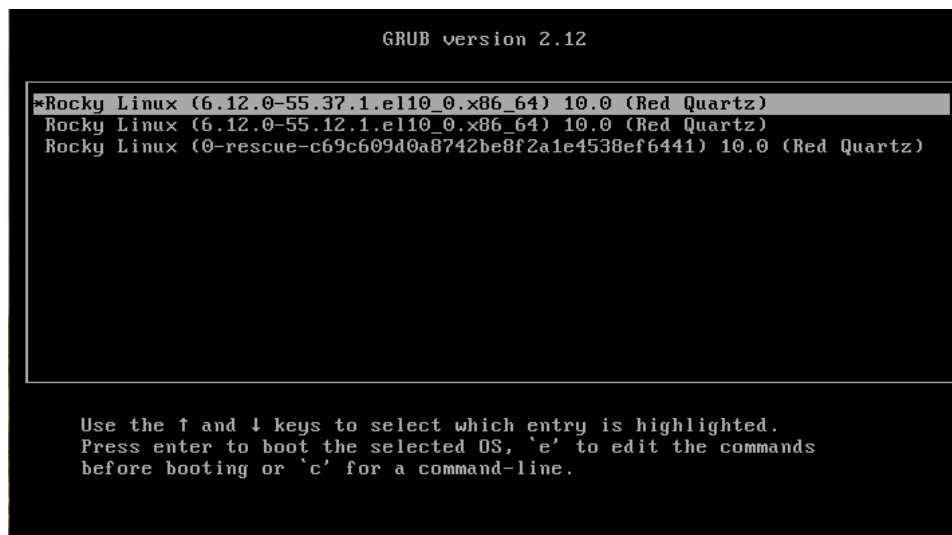 GRUB version 2.12
*Rocky Linux (6.12.0-55.37.1.el10_0.x86_64) 10.0 (Red Quartz)
Rocky Linux (6.12.0-55.12.1.el10_0.x86_64) 10.0 (Red Quartz)
Rocky Linux (0-rescue-c69c609d0a8742be8f2a1e4538ef6441) 10.0 (Red Quartz)
Use the ↑ and ↓ keys to select which entry is highlighted.
Press enter to boot the selected OS, `e' to edit the commands
before booting or `c' for a command-line.